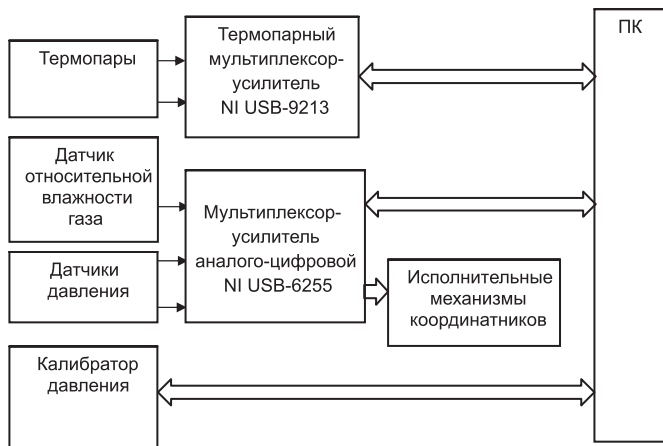 Термопары
Термопарный
мультиплексор-
усилитель
NI USB-9213
ПК
Датчик
относительной
влажности
газа
Мультиплексор-
усилитель
аналого-цифровой
NI USB-6255
Датчики
давления
Исполнительные
механизмы
координатников
Калибратор
давления